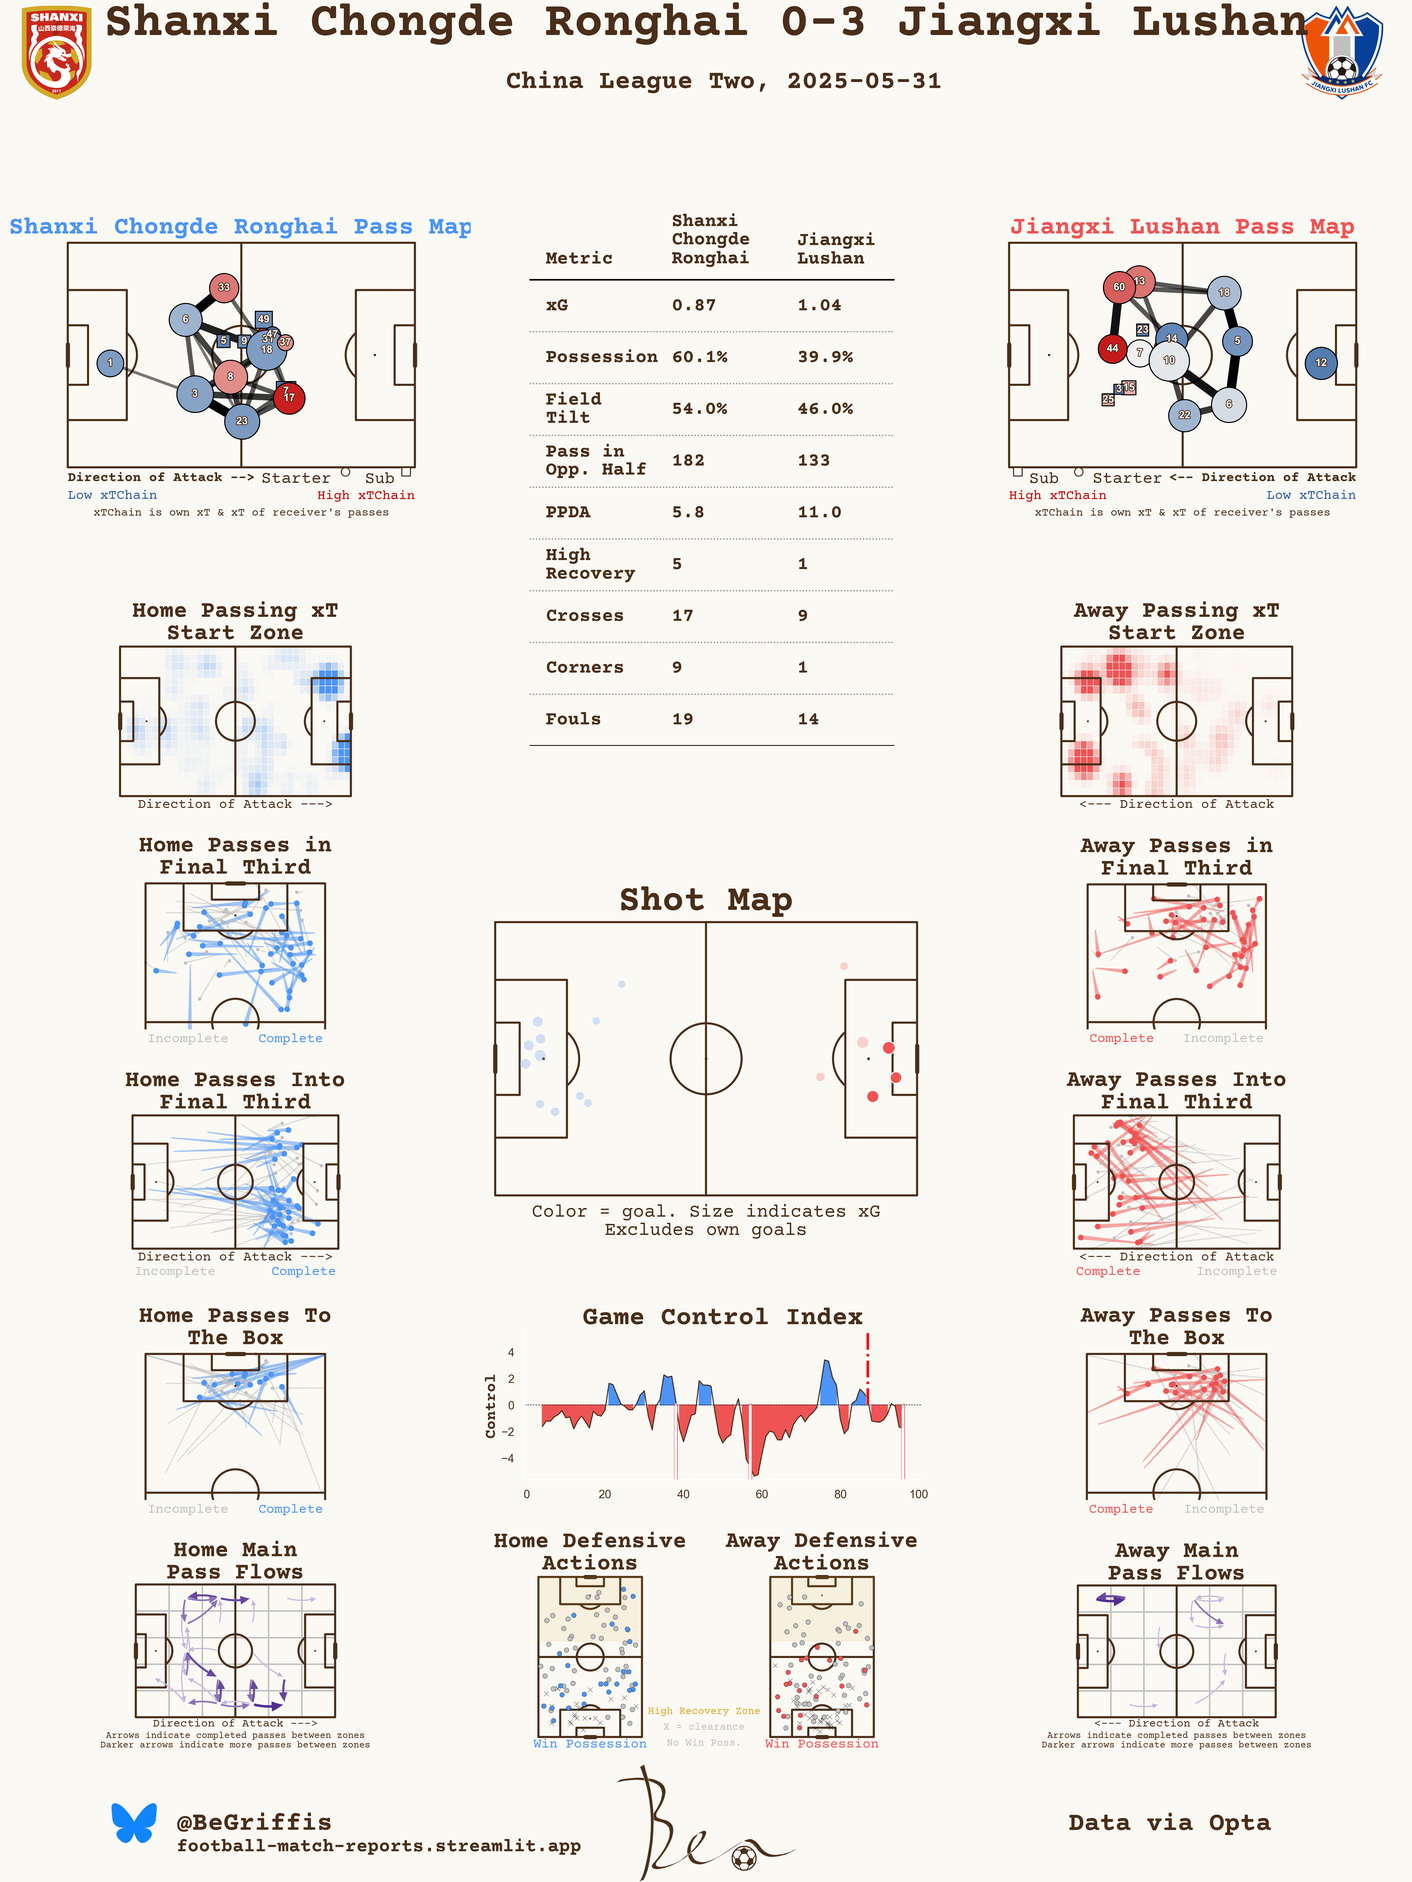 Shanxi Chongde Ronghai 0-3 Jiangxi Lushan
China League Two, 2025-05-31
SHANXI
山西崇德荣海
2017
JIANGXI LUSHAN FC
Shanxi Chongde Ronghai Pass Map
33
6
49
47
31
5
9
18
37
1
8
3
7
17
23
Direction of Attack --> Starter Sub
Low xTChain High xTChain
xTChain is own xT & xT of receiver's passes
Metric Shanxi Chongde Ronghai Jiangxi Lushan
xG 0.87 1.04
Possession 60.1% 39.9%
Field Tilt 54.0% 46.0%
Pass in Opp. Half 182 133
PPDA 5.8 11.0
High Recovery 5 1
Crosses 17 9
Corners 9 1
Fouls 19 14
Jiangxi Lushan Pass Map
60
13
18
23
14
5
44
7
10
12
3
15
25
6
22
Sub Starter <-- Direction of Attack
High xTChain Low xTChain
xTChain is own xT & xT of receiver's passes
Home Passing xT
Start Zone
Direction of Attack --->
Away Passing xT
Start Zone
<--- Direction of Attack
Home Passes in
Final Third
Incomplete Complete
Away Passes in
Final Third
Complete Incomplete
Shot Map
Color = goal. Size indicates xG
Excludes own goals
Home Passes Into
Final Third
Direction of Attack --->
Incomplete Complete
Away Passes Into
Final Third
<--- Direction of Attack
Complete Incomplete
Home Passes To
The Box
Incomplete Complete
Game Control Index
Control
4
2
0
−2
−4
0 20 40 60 80 100
Away Passes To
The Box
Complete Incomplete
Home Main
Pass Flows
Direction of Attack --->
Arrows indicate completed passes between zones
Darker arrows indicate more passes between zones
Home Defensive
Actions
Win Possession
High Recovery Zone
X = clearance
No Win Poss.
Away Defensive
Actions
Win Possession
Away Main
Pass Flows
<--- Direction of Attack
Arrows indicate completed passes between zones
Darker arrows indicate more passes between zones
@BeGriffis
football-match-reports.streamlit.app
Ben
Data via Opta